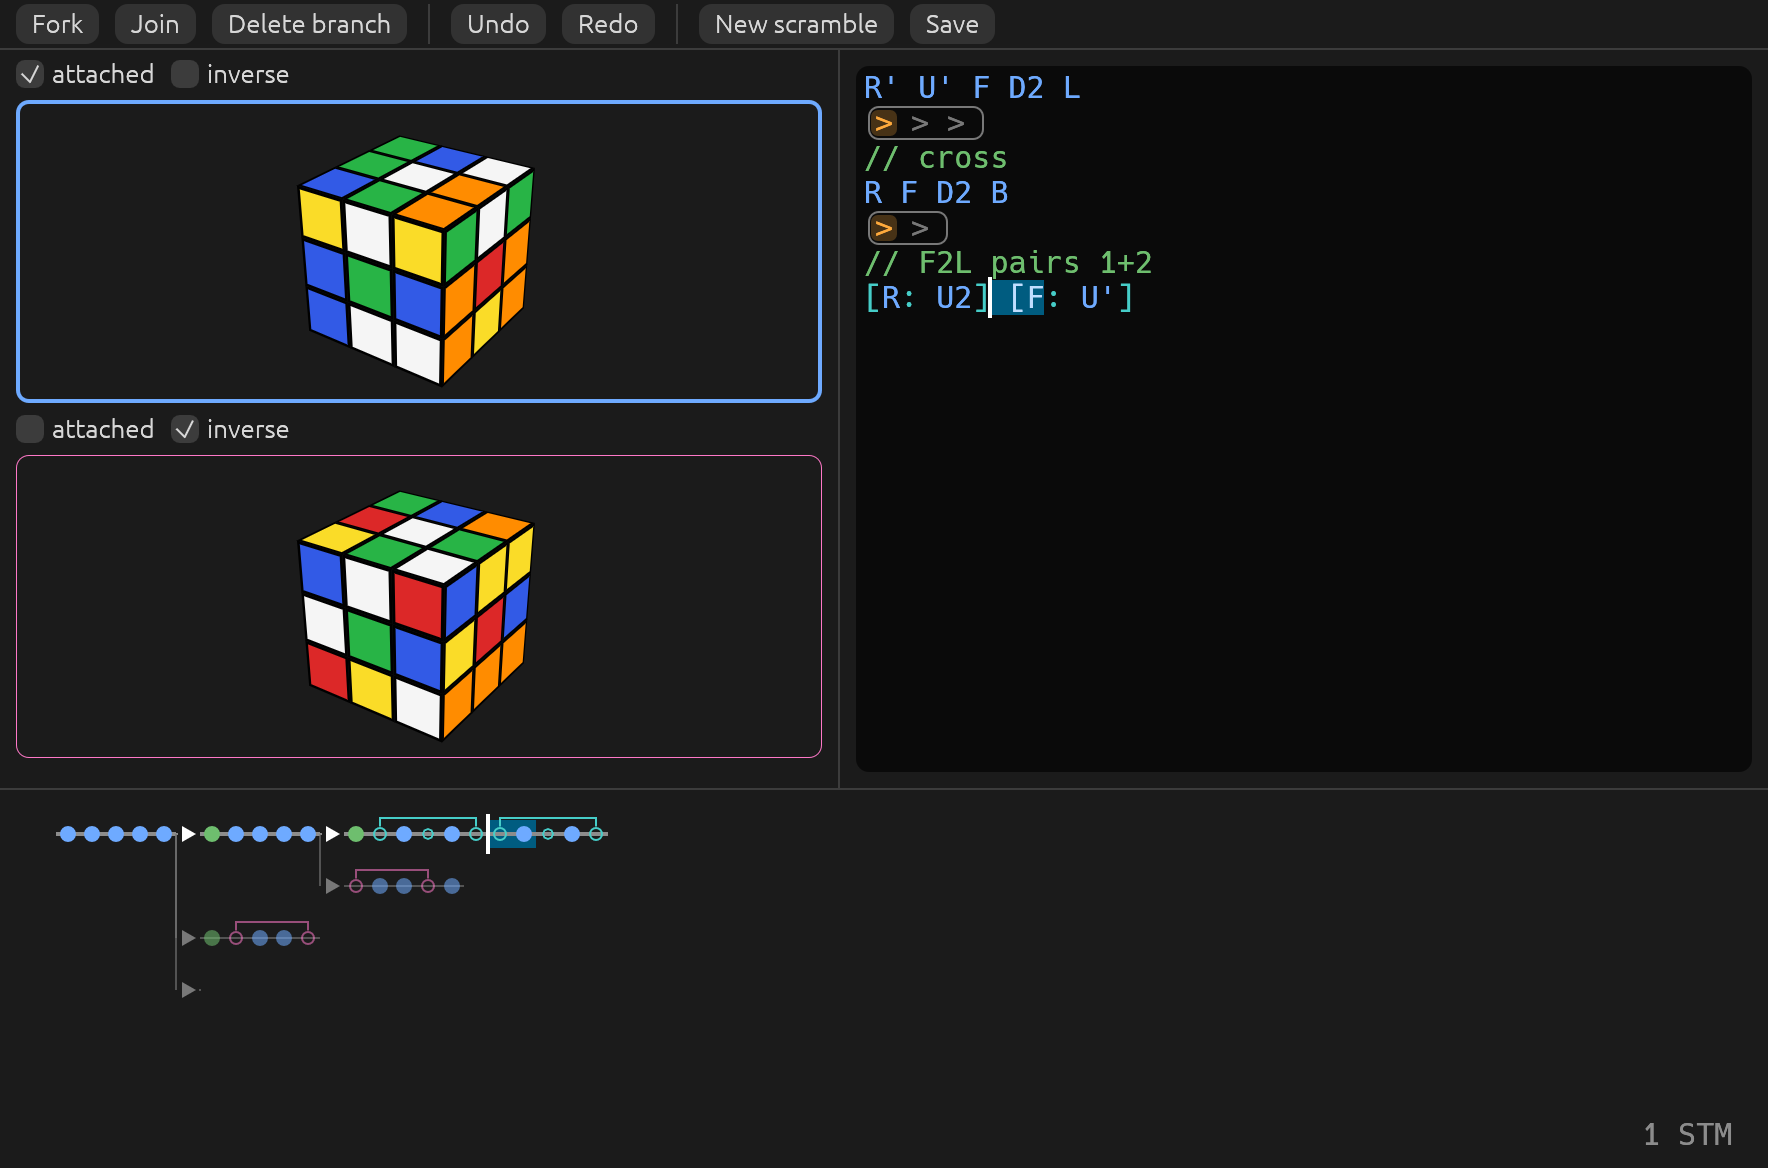 Fork Join Delete branch Undo Redo New scramble Save
attached inverse
R' U' F D2 L
> > >
// cross
R F D2 B
> >
// F2L pairs 1+2
[R: U2] [F: U']
attached inverse
1 STM